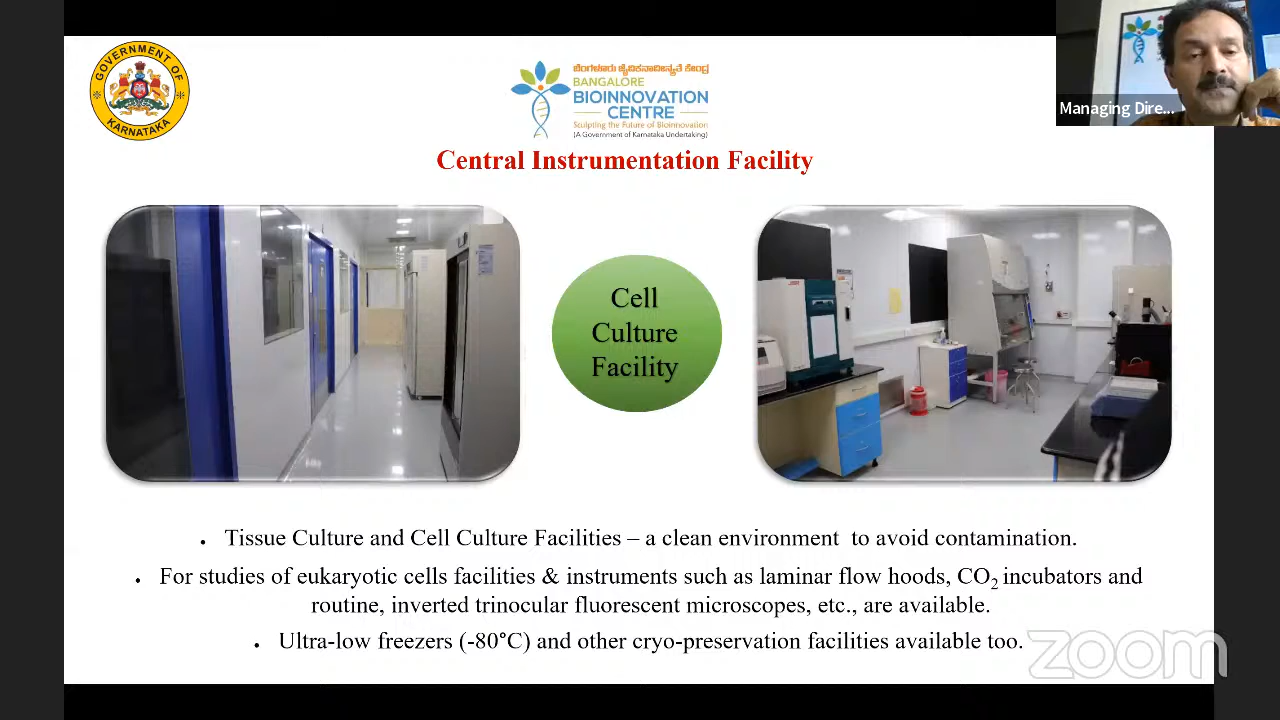 GOVERNMENT OF
KARNATAKA
ಬೆಂಗಳೂರು ಜೈವಿಕನಾವೀನ್ಯತೆ ಕೇಂದ್ರ
BANGALORE
BIOINNOVATION
CENTRE
Sculpting the Future of Bioinnovation
(A Government of Karnataka Undertaking)
Managing Dire...
Central Instrumentation Facility
Cell
Culture
Facility
• Tissue Culture and Cell Culture Facilities – a clean environment to avoid contamination.
• For studies of eukaryotic cells facilities & instruments such as laminar flow hoods, CO₂ incubators and
routine, inverted trinocular fluorescent microscopes, etc., are available.
• Ultra-low freezers (-80°C) and other cryo-preservation facilities available too.
zoom